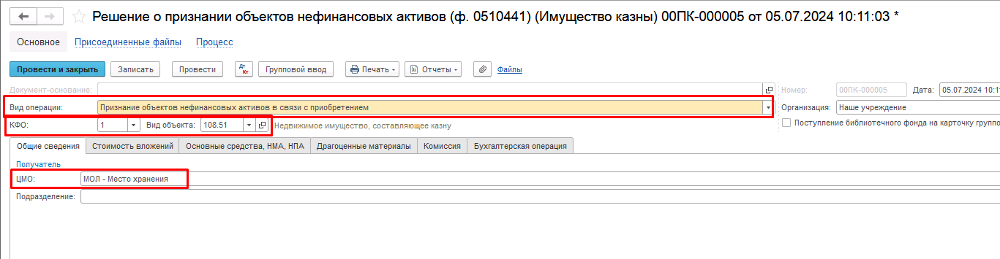 Решение о признании объектов нефинансовых активов (ф. 0510441) (Имущество казны) 00ПК-000005 от 05.07.2024 10:11:03 *
Основное Присоединенные файлы Процесс
Провести и закрыть Записать Провести Дт Кт Групповой ввод Печать Отчеты Файлы
Документ-основание: Номер: 00ПК-000005 Дата: 05.07.2024 10:1
Вид операции: Признание объектов нефинансовых активов в связи с приобретением Организация: Наше учреждение
КФО: 1 Вид объекта: 108.51 Недвижимое имущество, составляющее казну Поступление библиотечного фонда на карточку группо
Общие сведения Стоимость вложений Основные средства, НМА, НПА Драгоценные материалы Комиссия Бухгалтерская операция
Получатель
ЦМО: МОЛ - Место хранения
Подразделение: